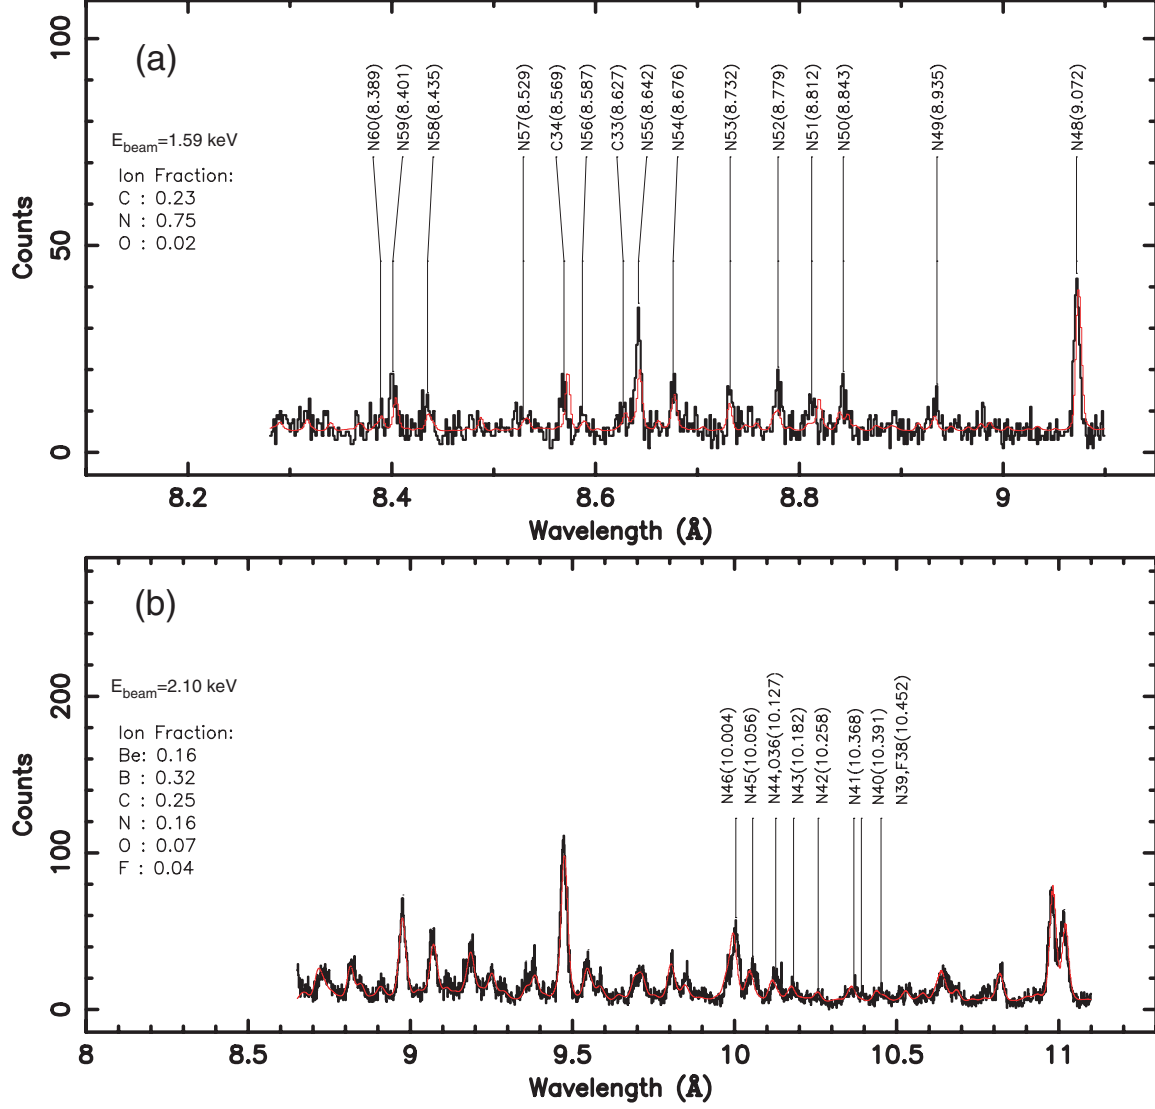 (a)
100
50
0
Counts
E_beam=1.59 keV
Ion Fraction:
C : 0.23
N : 0.75
O : 0.02
N60(8.389)
N59(8.401)
N58(8.435)
N57(8.529)
C34(8.569)
N56(8.587)
C33(8.627)
N55(8.642)
N54(8.676)
N53(8.732)
N52(8.779)
N51(8.812)
N50(8.843)
N49(8.935)
N48(9.072)
8.2 8.4 8.6 8.8 9
Wavelength (Å)
(b)
200
100
0
Counts
E_beam=2.10 keV
Ion Fraction:
Be: 0.16
B : 0.32
C : 0.25
N : 0.16
O : 0.07
F : 0.04
N46(10.004)
N45(10.056)
N44,O36(10.127)
N43(10.182)
N42(10.258)
N41(10.368)
N40(10.391)
N39,F38(10.452)
8 8.5 9 9.5 10 10.5 11
Wavelength (Å)